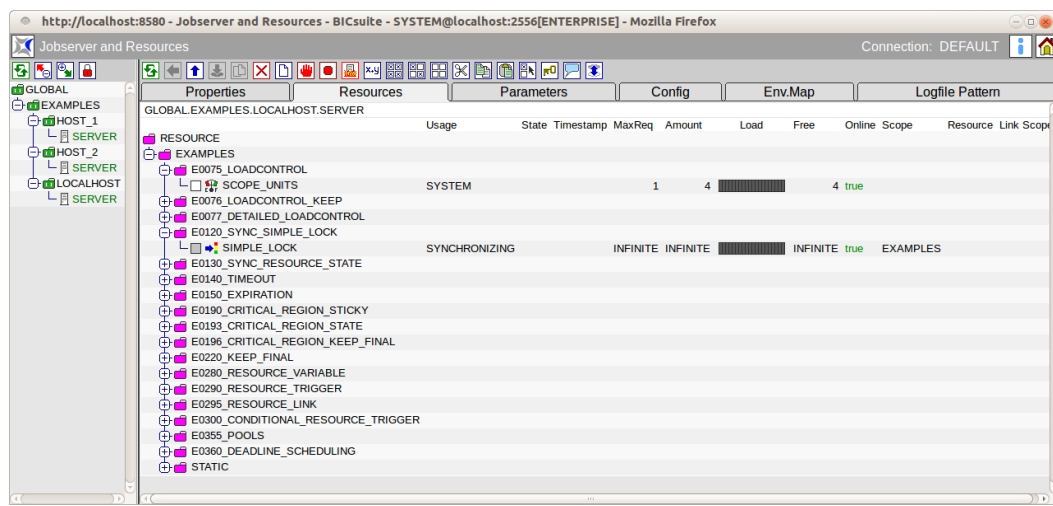 http://localhost:8580 - Jobserver and Resources - BICsuite - SYSTEM@localhost:2556[ENTERPRISE] - Mozilla Firefox
Jobserver and Resources Connection: DEFAULT
GLOBAL
EXAMPLES
HOST_1
SERVER
HOST_2
SERVER
LOCALHOST
SERVER
Properties Resources Parameters Config Env.Map Logfile Pattern
GLOBAL.EXAMPLES.LOCALHOST.SERVER
Usage State Timestamp MaxReq Amount Load Free Online Scope Resource Link Scope
RESOURCE
EXAMPLES
E0075_LOADCONTROL
SCOPE_UNITS SYSTEM 1 4 4 true
E0076_LOADCONTROL_KEEP
E0077_DETAILED_LOADCONTROL
E0120_SYNC_SIMPLE_LOCK
SIMPLE_LOCK SYNCHRONIZING INFINITE INFINITE INFINITE true EXAMPLES
E0130_SYNC_RESOURCE_STATE
E0140_TIMEOUT
E0150_EXPIRATION
E0190_CRITICAL_REGION_STICKY
E0193_CRITICAL_REGION_STATE
E0196_CRITICAL_REGION_KEEP_FINAL
E0220_KEEP_FINAL
E0280_RESOURCE_VARIABLE
E0290_RESOURCE_TRIGGER
E0295_RESOURCE_LINK
E0300_CONDITIONAL_RESOURCE_TRIGGER
E0355_POOLS
E0360_DEADLINE_SCHEDULING
STATIC